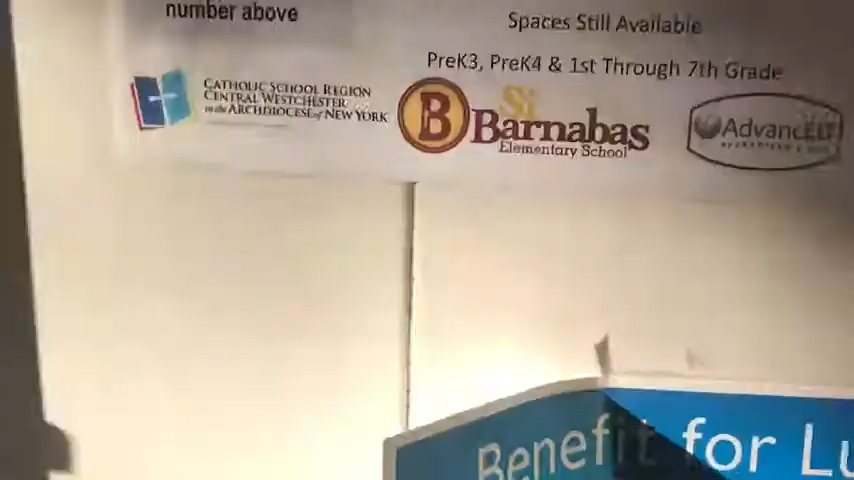 number above
Spaces Still Available
PreK3, PreK4 & 1st Through 7th Grade
CATHOLIC SCHOOL REGION
CENTRAL WESTCHESTER
in the ARCHDIOCESE of NEW YORK
B
St
Barnabas
Elementary School
AdvancED
Benefit for Lu